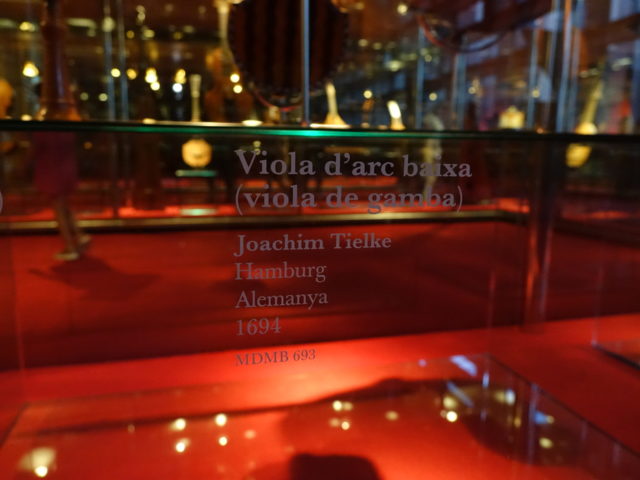 Viola d'arc baixa
(viola de gamba)
Joachim Tielke
Hamburg
Alemanya
1694
MDMB 693